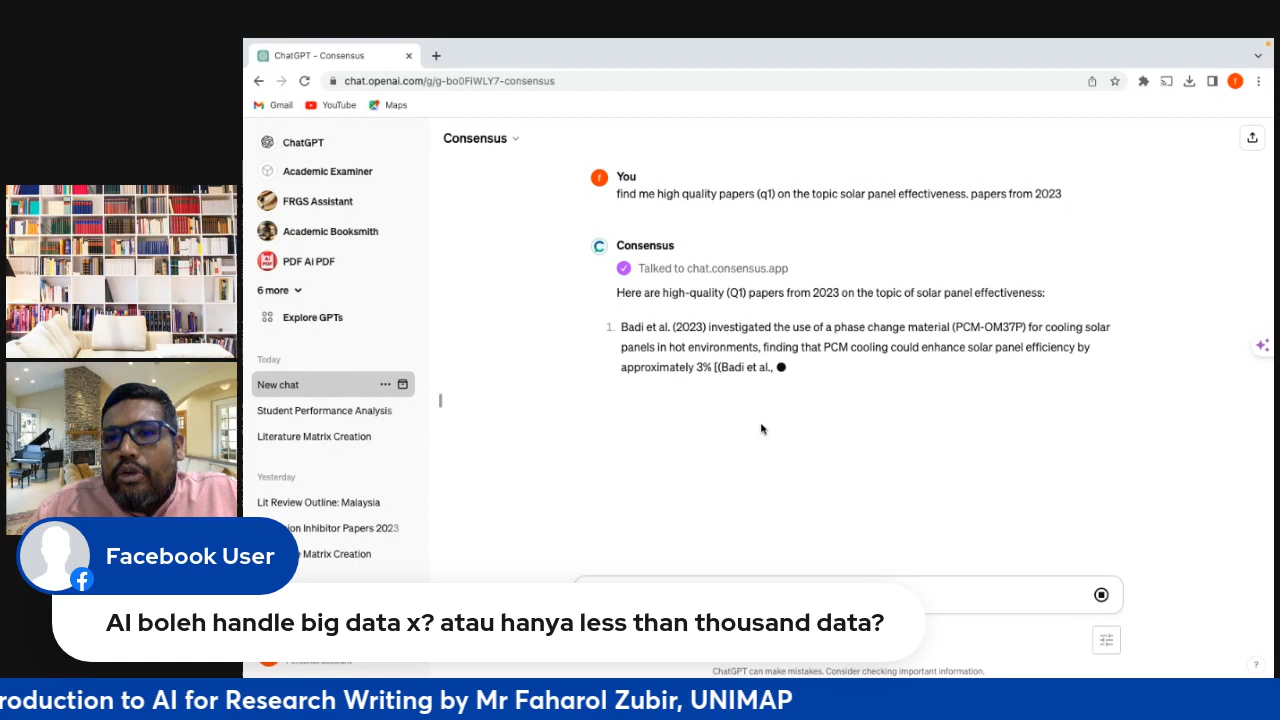 ChatGPT - Consensus
chat.openai.com/g/g-bo0FiWLY7-consensus
Gmail YouTube Maps
ChatGPT
Academic Examiner
FRGS Assistant
Academic Booksmith
PDF Ai PDF
6 more
Explore GPTs
Today
New chat
Student Performance Analysis
Literature Matrix Creation
Yesterday
Lit Review Outline: Malaysia
ion Inhibitor Papers 2023
Matrix Creation
Consensus
You
find me high quality papers (q1) on the topic solar panel effectiveness. papers from 2023
Consensus
Talked to chat.consensus.app
Here are high-quality (Q1) papers from 2023 on the topic of solar panel effectiveness:
1. Badi et al. (2023) investigated the use of a phase change material (PCM-OM37P) for cooling solar
panels in hot environments, finding that PCM cooling could enhance solar panel efficiency by
approximately 3% [(Badi et al.,
ChatGPT can make mistakes. Consider checking important information.
?
Facebook User
AI boleh handle big data x? atau hanya less than thousand data?
roduction to AI for Research Writing by Mr Faharol Zubir, UNIMAP